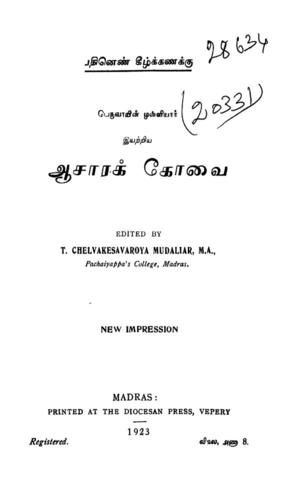 28634
பதினெண் கீழ்க்கணக்கு
பெருவாயின் முள்ளியார்
(20331)
இயற்றிய
ஆசாரக் கோவை
EDITED BY
T. CHELVAKESAVAROYA MUDALIAR, M.A.,
Pachaiyappa's College, Madras.
NEW IMPRESSION
MADRAS:
PRINTED AT THE DIOCESAN PRESS, VEPERY
1923
Registered. விலை, அணா 8.